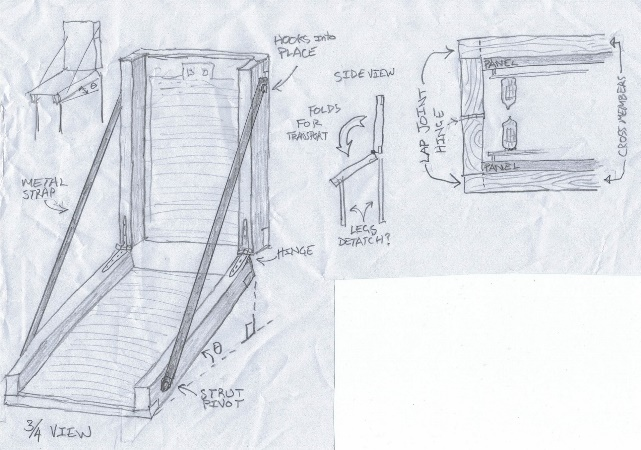 HOOKS into
PLACE
SIDE VIEW
FOLDS
FOR
TRANSPORT
LEGS
DETATCH?
METAL
STRAP
HINGE
θ
θ
STRUT
PIVOT
3/4 VIEW
LAP JOINT
HINGE
PANEL
PANEL
CROSS MEMBERS